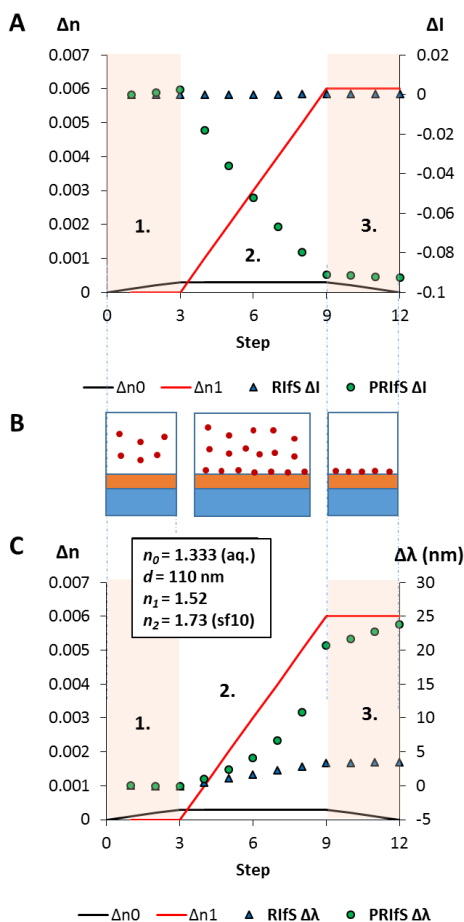 A Δn ΔI
0.007 0.02
0.006 0
0.005 -0.02
0.004 -0.04
0.003 -0.06
0.002
0.001 -0.08
0 -0.1
1. 2. 3.
0 3 6 9 12
Step
Δn0 Δn1 RIfS ΔI PRIfS ΔI
B
C Δn Δλ (nm)
n0 = 1.333 (aq.)
d = 110 nm
n1 = 1.52
n2 = 1.73 (sf10)
0.007 30
0.006 25
0.005 20
0.004 15
0.003 10
0.002 5
0.001 0
0 -5
1. 2. 3.
0 3 6 9 12
Step
Δn0 Δn1 RIfS Δλ PRIfS Δλ